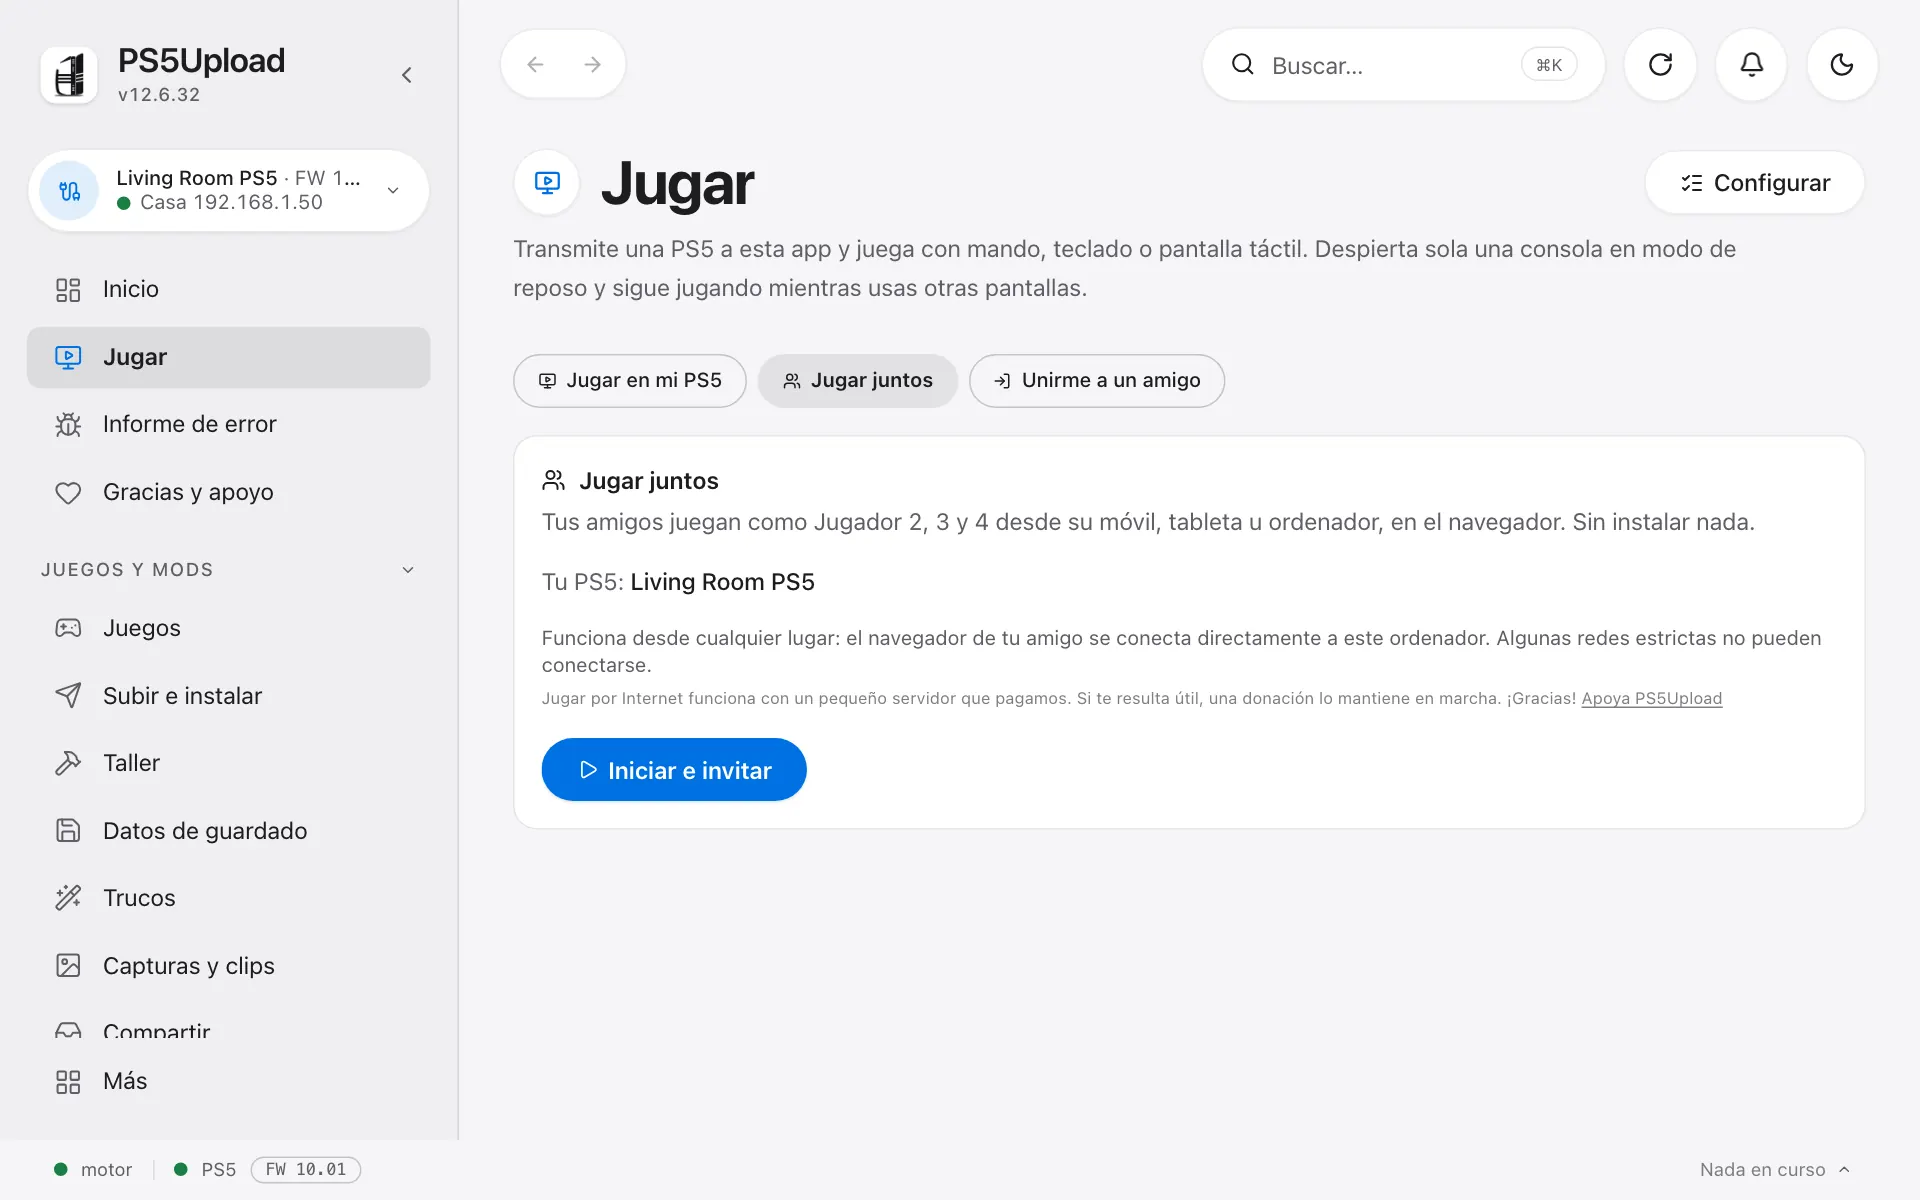 PS5Upload
v12.6.32
Living Room PS5 · FW 1...
Casa 192.168.1.50
Inicio
Jugar
Informe de error
Gracias y apoyo
JUEGOS Y MODS
Juegos
Subir e instalar
Taller
Datos de guardado
Trucos
Capturas y clips
Compartir
Más
Buscar...
⌘K
Jugar
Configurar
Transmite una PS5 a esta app y juega con mando, teclado o pantalla táctil. Despierta sola una consola en modo de
reposo y sigue jugando mientras usas otras pantallas.
Jugar en mi PS5
Jugar juntos
Unirme a un amigo
Jugar juntos
Tus amigos juegan como Jugador 2, 3 y 4 desde su móvil, tableta u ordenador, en el navegador. Sin instalar nada.
Tu PS5: Living Room PS5
Funciona desde cualquier lugar: el navegador de tu amigo se conecta directamente a este ordenador. Algunas redes estrictas no pueden
conectarse.
Jugar por Internet funciona con un pequeño servidor que pagamos. Si te resulta útil, una donación lo mantiene en marcha. ¡Gracias! Apoya PS5Upload
Iniciar e invitar
motor
PS5
FW 10.01
Nada en curso